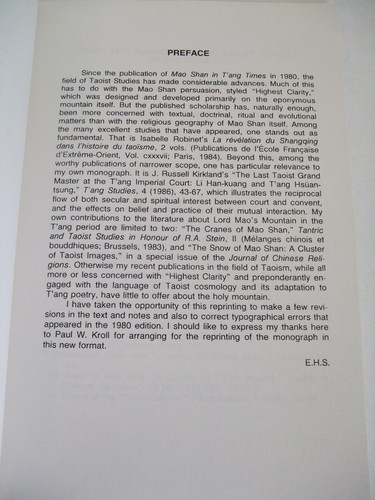 PREFACE
Since the publication of Mao Shan in T'ang Times in 1980, the
field of Taoist Studies has made considerable advances. Much of this
has to do with the Mao Shan persuasion, styled "Highest Clarity,"
which was designed and developed primarily on the eponymous
mountain itself. But the published scholarship has, naturally enough,
been more concerned with textual, doctrinal, ritual and evolutional
matters than with the religious geography of Mao Shan itself. Among
the many excellent studies that have appeared, one stands out as
fundamental. That is Isabelle Robinet's La révélation du Shangqing
dans l'histoire du taoïsme, 2 vols. (Publications de l'École Française
d'Extrême-Orient, Vol. cxxxvii; Paris, 1984). Beyond this, among the
worthy publications of narrower scope, one has particular relevance to
my own monograph. It is J. Russell Kirkland's "The Last Taoist Grand
Master at the T'ang Imperial Court: Li Han-kuang and T'ang Hsüan-
tsung," T'ang Studies, 4 (1986), 43-67, which illustrates the reciprocal
flow of both secular and spiritual interest between court and convent,
and the effects on belief and practice of their mutual interaction. My
own contributions to the literature about Lord Mao's Mountain in the
T'ang period are limited to two: "The Cranes of Mao Shan," Tantric
and Taoist Studies in Honour of R.A. Stein, II (Mélanges chinois et
bouddhiques; Brussels, 1983), and "The Snow of Mao Shan: A Cluster
of Taoist Images," in a special issue of the Journal of Chinese Reli-
gions. Otherwise my recent publications in the field of Taoism, while all
more or less concerned with "Highest Clarity" and preponderantly en-
gaged with the language of Taoist cosmology and its adaptation to
T'ang poetry, have little to offer about the holy mountain.
I have taken the opportunity of this reprinting to make a few revi-
sions in the text and notes and also to correct typographical errors that
appeared in the 1980 edition. I should like to express my thanks here
to Paul W. Kroll for arranging for the reprinting of the monograph in
this new format.
E.H.S.